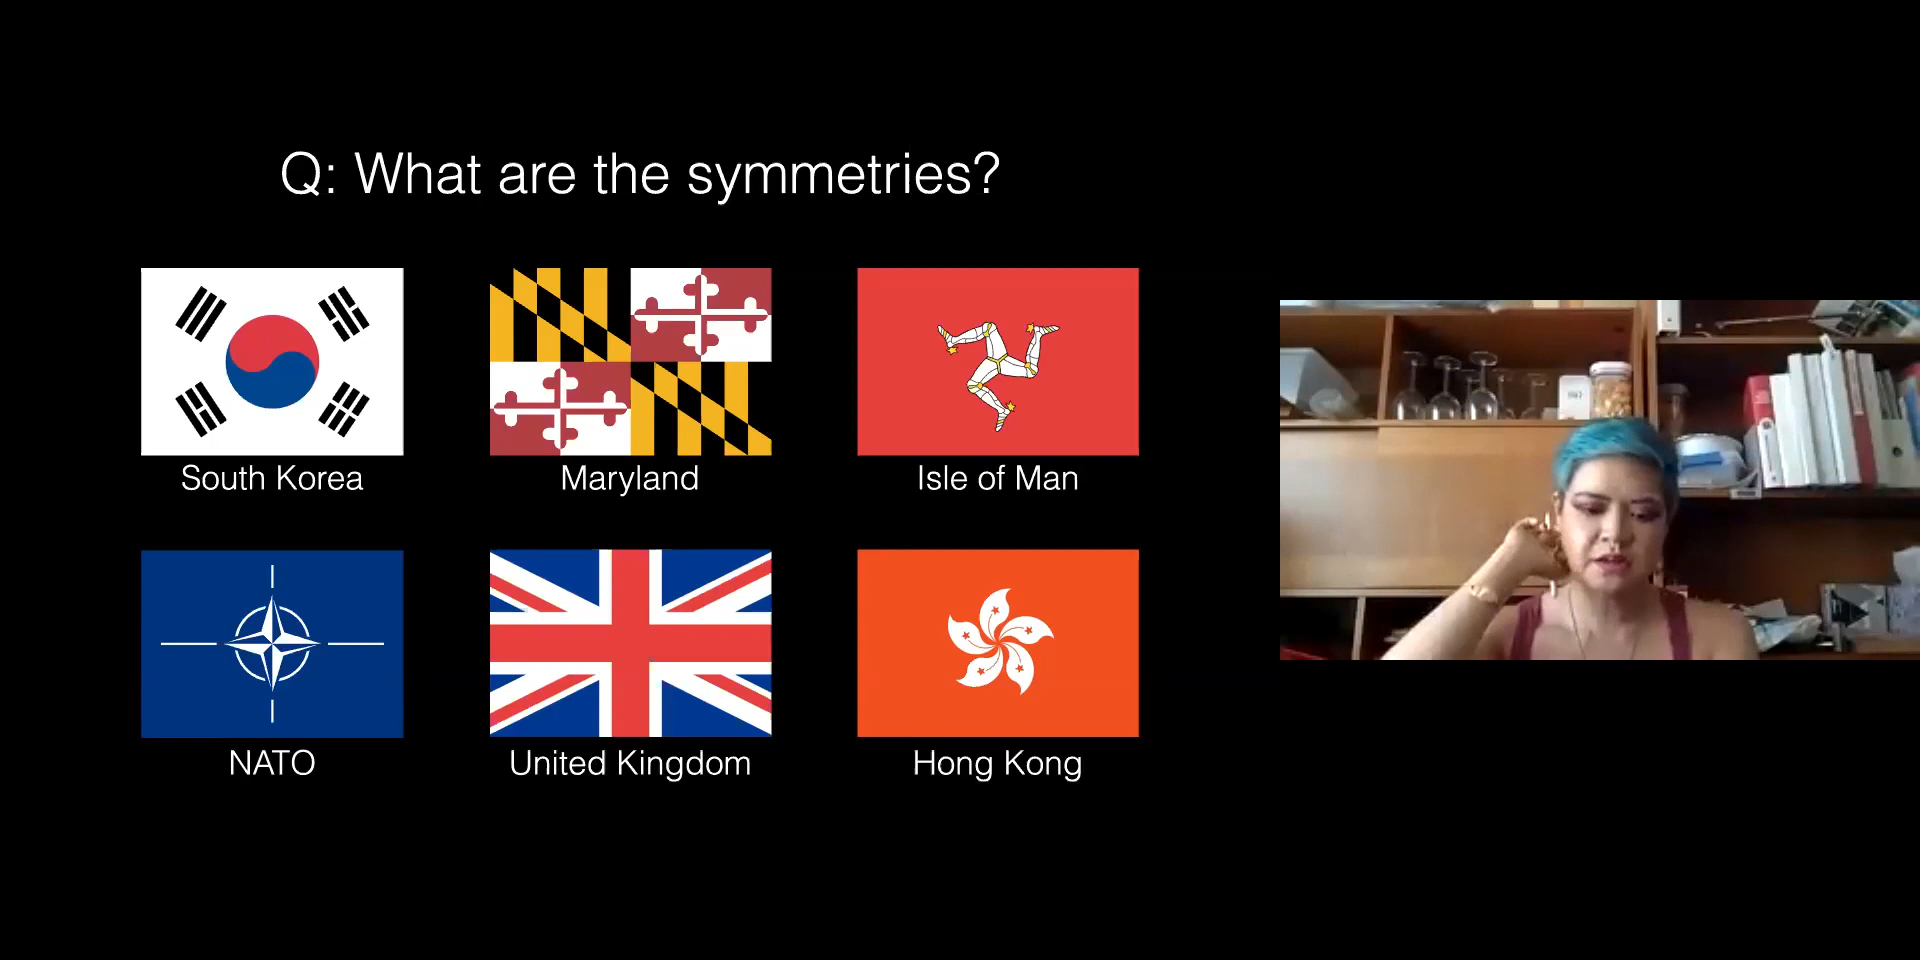 Q: What are the symmetries?
South Korea
Maryland
Isle of Man
NATO
United Kingdom
Hong Kong